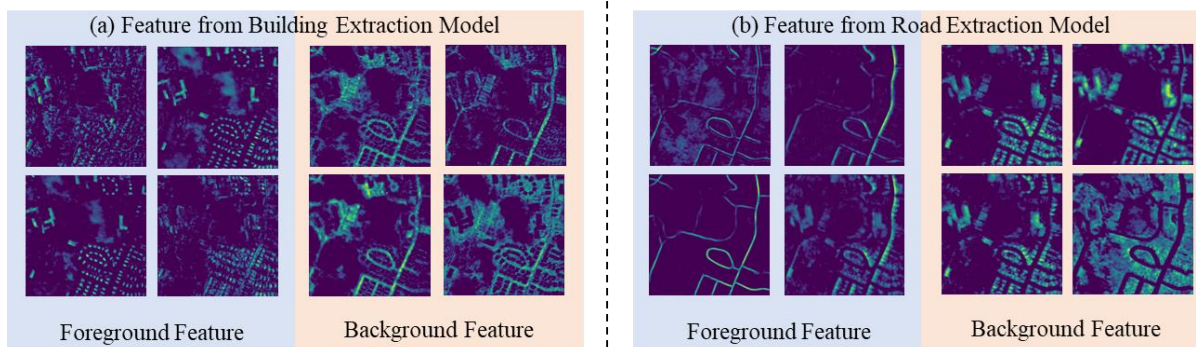 (a) Feature from Building Extraction Model
Foreground Feature
Background Feature
(b) Feature from Road Extraction Model
Foreground Feature
Background Feature